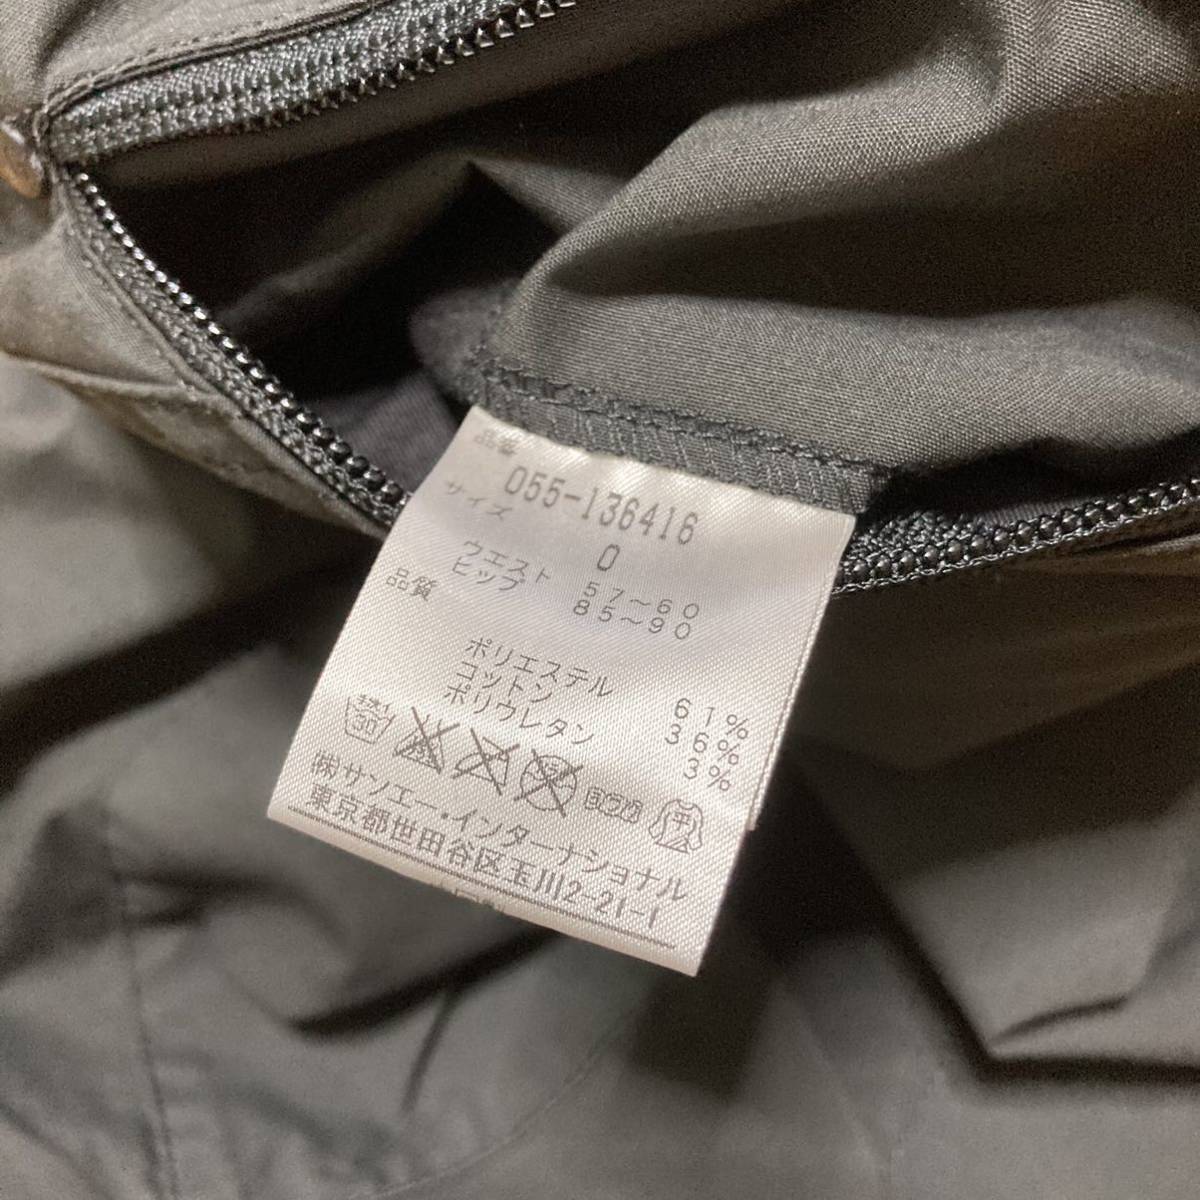 品番
055-136416
サイズ
0
ウエスト 57～60
ヒップ 85～90
品質
ポリエステル 61%
コットン 36%
ポリウレタン 3%
30
平
(株)サンエー・インターナショナル
東京都世田谷区玉川2-21-1